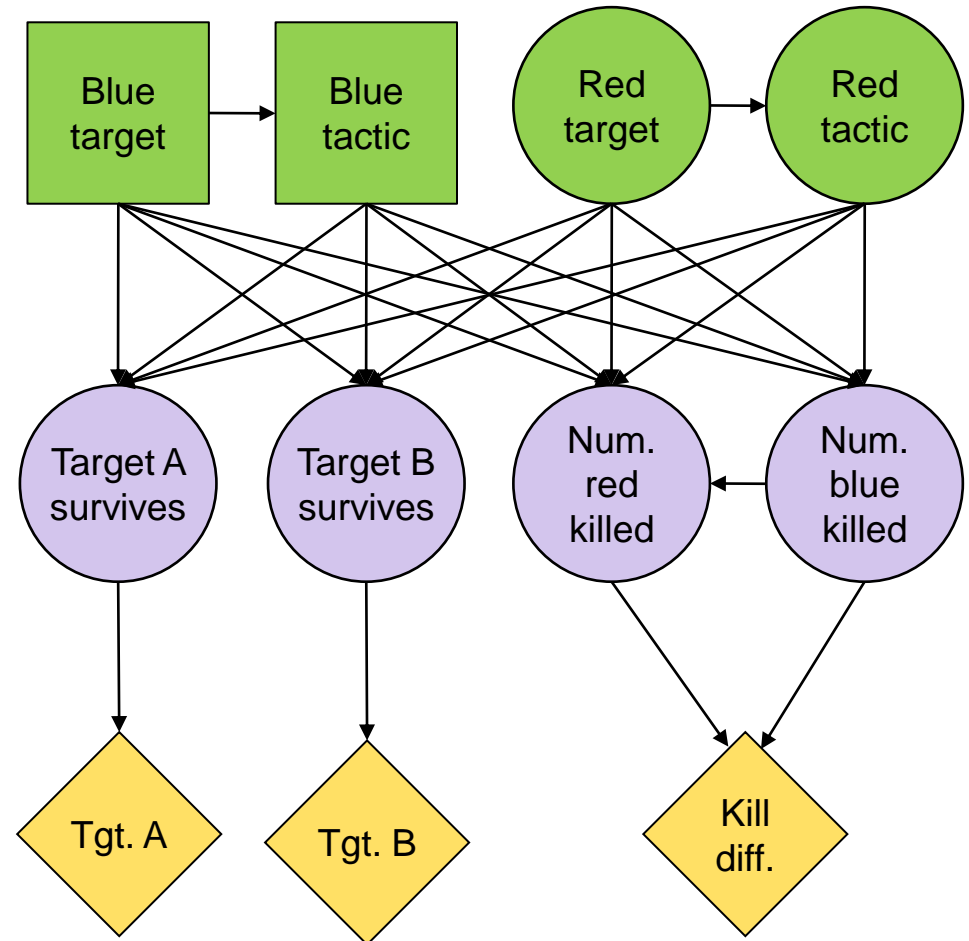 Blue
target
Blue
tactic
Red
target
Red
tactic
Target A
survives
Target B
survives
Num.
red
killed
Num.
blue
killed
Tgt. A
Tgt. B
Kill
diff.